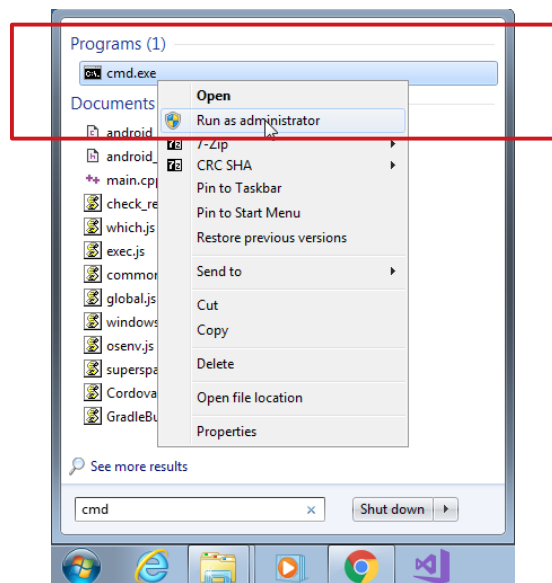 Programs (1)
cmd.exe
Open
Documents
Run as administrator
android
7-Zip
android_
CRC SHA
main.cpp
Pin to Taskbar
check_re
which.js
Pin to Start Menu
exec.js
Restore previous versions
common
Send to
global.js
windows
Cut
osenv.js
Copy
superspa
Delete
Cordova
Open file location
GradleBu
Properties
See more results
cmd
Shut down